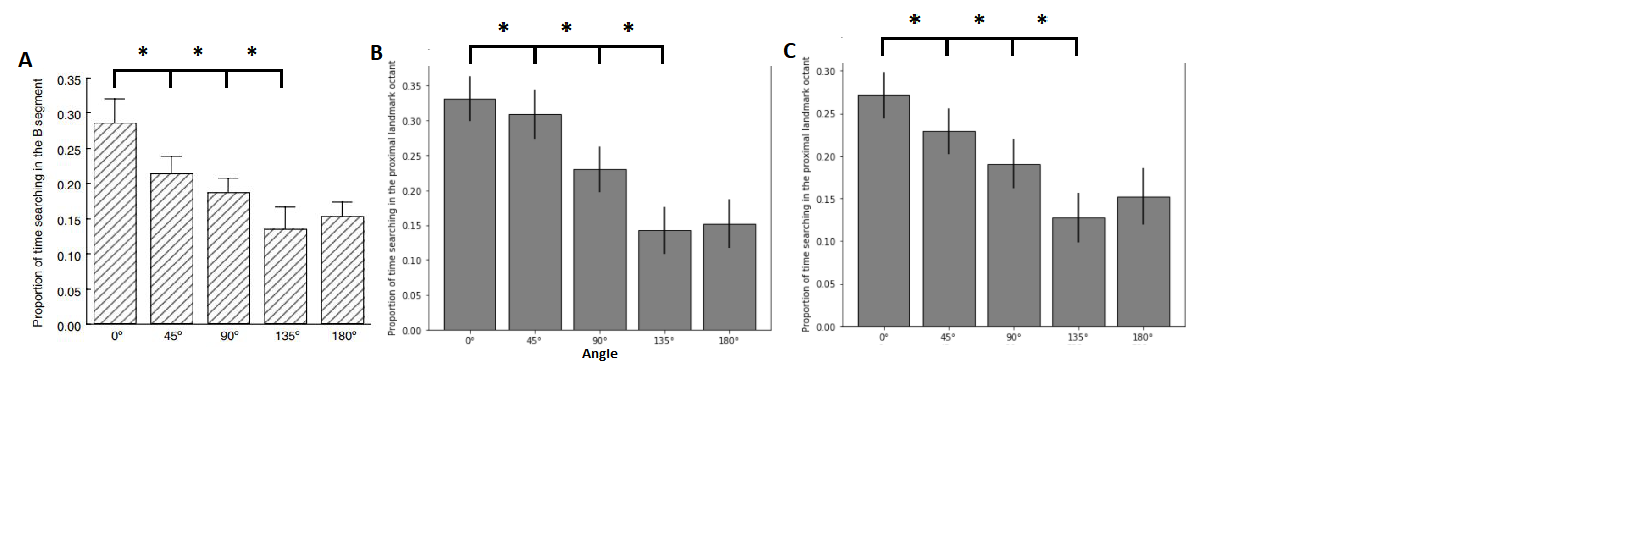 A
* * *
Proportion of time searching in the B segment
0.35
0.30
0.25
0.20
0.15
0.10
0.05
0.00
0° 45° 90° 135° 180°
B
* * *
Proportion of time searching in the proximal landmark octant
0.35
0.30
0.25
0.20
0.15
0.10
0.05
0.00
0° 45° 90° 135° 180°
Angle
C
* * *
Proportion of time searching in the proximal landmark octant
0.30
0.25
0.20
0.15
0.10
0.05
0.00
0° 45° 90° 135° 180°